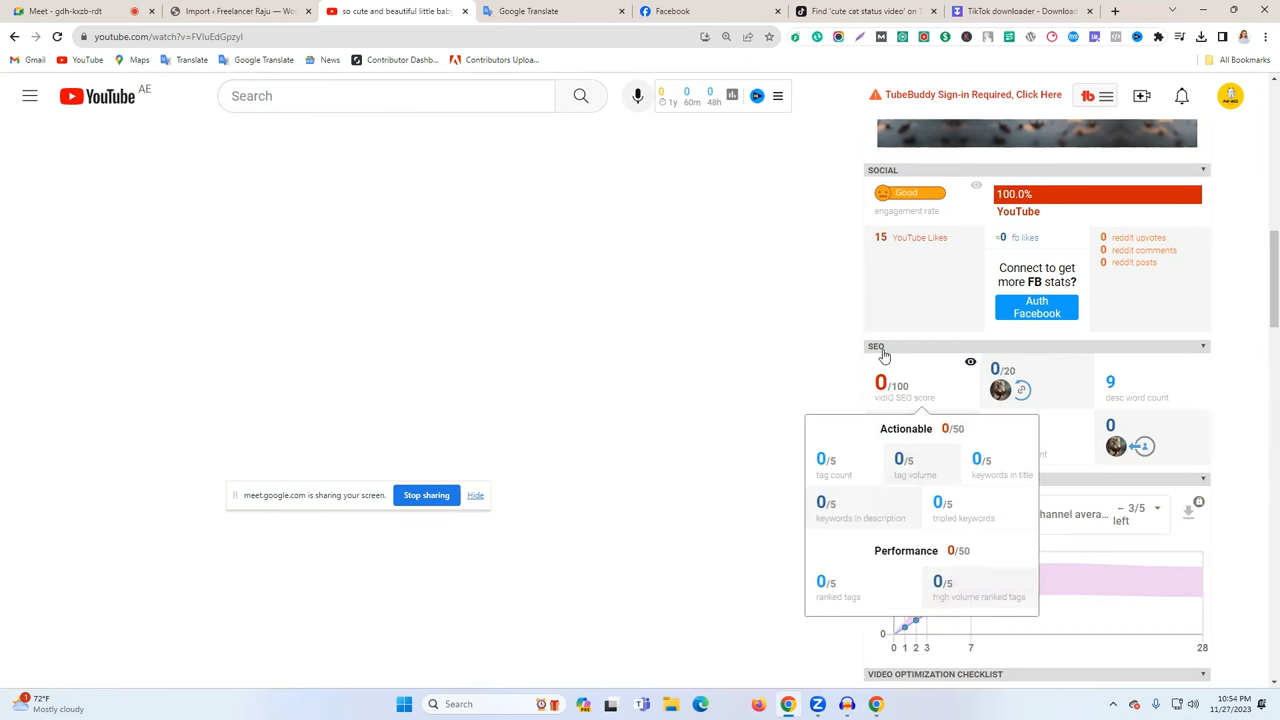 Meet - gdh-kxzb-rdt
Import ‹ Freelancer Raju — Wo
so cute and beautiful little baby
Google Translate
Facebook
Find 'cute cat status video' on T
TikTok downloader - Download
youtube.com/watch?v=FVluEdGpzyI
Gmail
YouTube
Maps
Translate
Google Translate
News
Contributor Dashb...
Contributors Uploa...
All Bookmarks
YouTube AE
Search
0 0 0
1y 60m 48h
TubeBuddy Sign-in Required, Click Here
SOCIAL
Good
engagement rate
100.0%
YouTube
15 YouTube Likes
≈0 fb likes
0 reddit upvotes
0 reddit comments
0 reddit posts
Connect to get
more FB stats?
Auth
Facebook
SEO
0/100
vidIQ SEO score
0/20
9
desc word count
0
Actionable 0/50
0/5
tag count
0/5
tag volume
0/5
keywords in title
0/5
keywords in description
0/5
tripled keywords
Performance 0/50
0/5
ranked tags
0/5
high volume ranked tags
hannel avera...
– 3/5
left
0
0 1 2 3 7 28
VIDEO OPTIMIZATION CHECKLIST
meet.google.com is sharing your screen.
Stop sharing
Hide
72°F
Mostly cloudy
Search
10:54 PM
11/27/2023